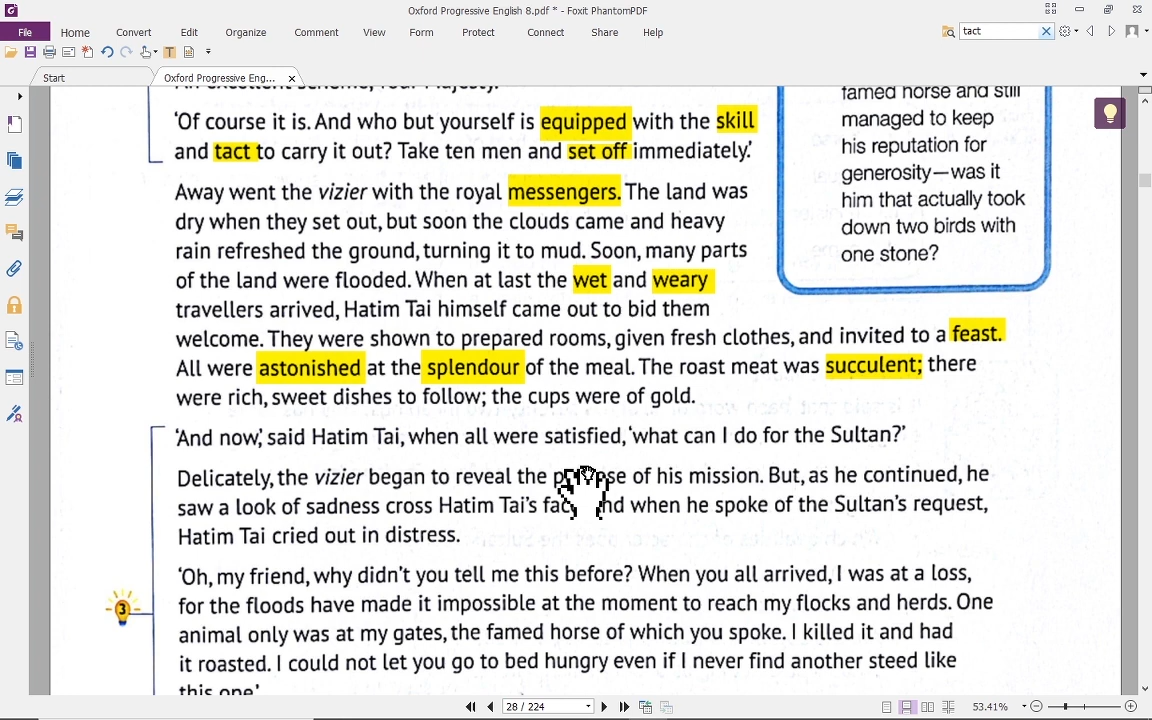 Oxford Progressive English 8.pdf * - Foxit PhantomPDF
File Home Convert Edit Organize Comment View Form Protect Connect Share Help
tact
Start
Oxford Progressive Eng...
'Of course it is. And who but yourself is equipped with the skill
and tact to carry it out? Take ten men and set off immediately.'
Away went the vizier with the royal messengers. The land was
dry when they set out, but soon the clouds came and heavy
rain refreshed the ground, turning it to mud. Soon, many parts
of the land were flooded. When at last the wet and weary
travellers arrived, Hatim Tai himself came out to bid them
welcome. They were shown to prepared rooms, given fresh clothes, and invited to a feast.
All were astonished at the splendour of the meal. The roast meat was succulent; there
were rich, sweet dishes to follow; the cups were of gold.
'And now,' said Hatim Tai, when all were satisfied, 'what can I do for the Sultan?'
Delicately, the vizier began to reveal the of his mission. But, as he continued, he
saw a look of sadness cross Hatim Tai's when he spoke of the Sultan's request,
Hatim Tai cried out in distress.
'Oh, my friend, why didn't you tell me this before? When you all arrived, I was at a loss,
for the floods have made it impossible at the moment to reach my flocks and herds. One
animal only was at my gates, the famed horse of which you spoke. I killed it and had
it roasted. I could not let you go to bed hungry even if I never find another steed like
this one.'
famed horse and still
managed to keep
his reputation for
generosity—was it
him that actually took
down two birds with
one stone?
3
28 / 224
53.41%